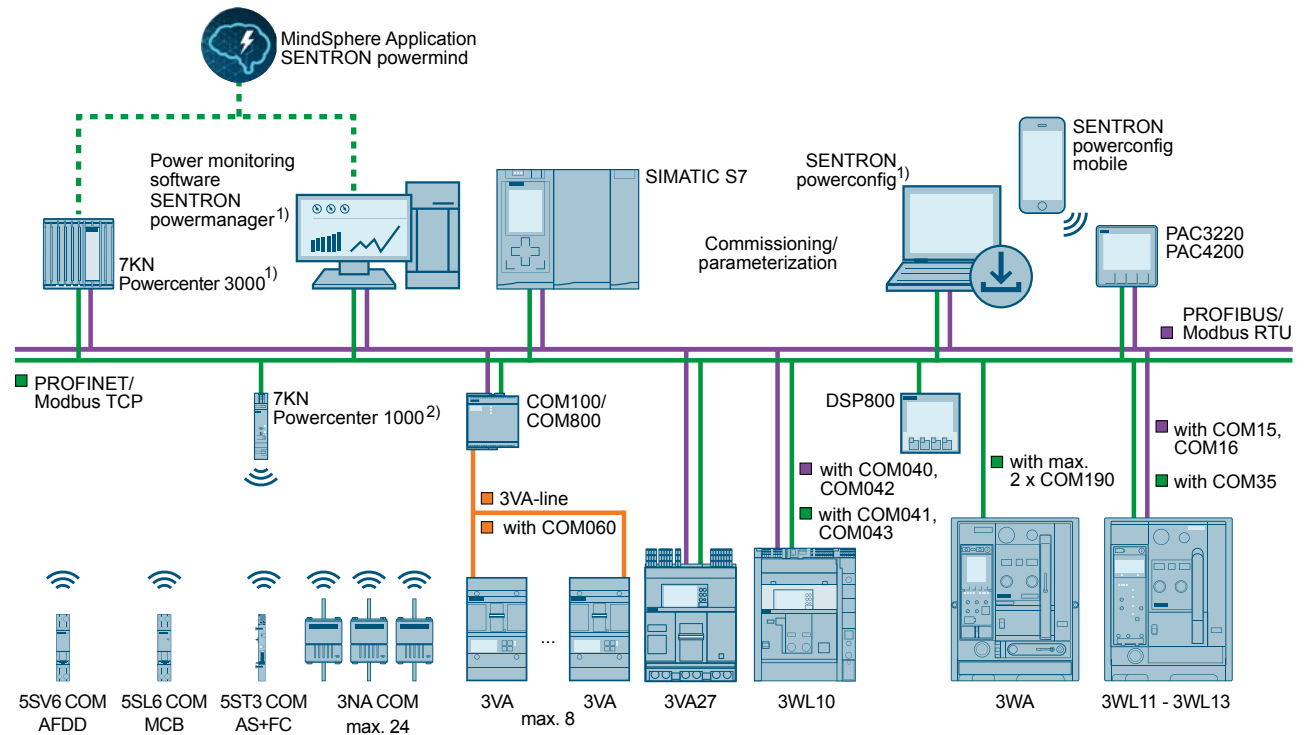 MindSphere Application
SENTRON powermind
Power monitoring
software
SENTRON
powermanager1)
7KN
Powercenter 30001)
SIMATIC S7
SENTRON
powerconfig1)
Commissioning/
parameterization
SENTRON
powerconfig
mobile
PAC3220
PAC4200
PROFIBUS/
Modbus RTU
PROFINET/
Modbus TCP
7KN
Powercenter 10002)
COM100/
COM800
DSP800
3VA-line
with COM060
with COM040,
COM042
with COM041,
COM043
with max.
2 x COM190
with COM15,
COM16
with COM35
...
5SV6 COM
AFDD
5SL6 COM
MCB
5ST3 COM
AS+FC
3NA COM
max. 24
3VA
3VA
max. 8
3VA27
3WL10
3WA
3WL11 - 3WL13